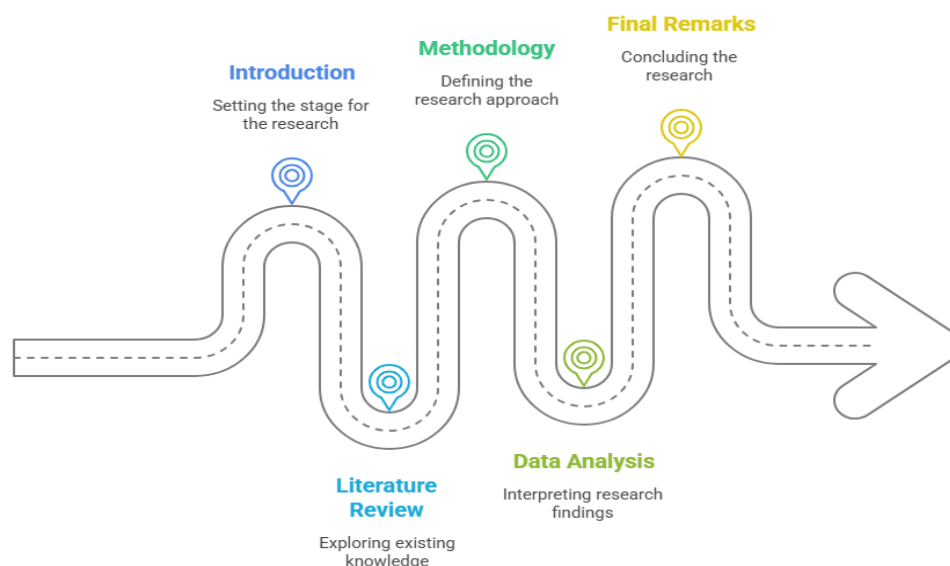 Introduction
Setting the stage for
the research
Literature
Review
Exploring existing
knowledge
Methodology
Defining the
research approach
Data Analysis
Interpreting research
findings
Final Remarks
Concluding the
research